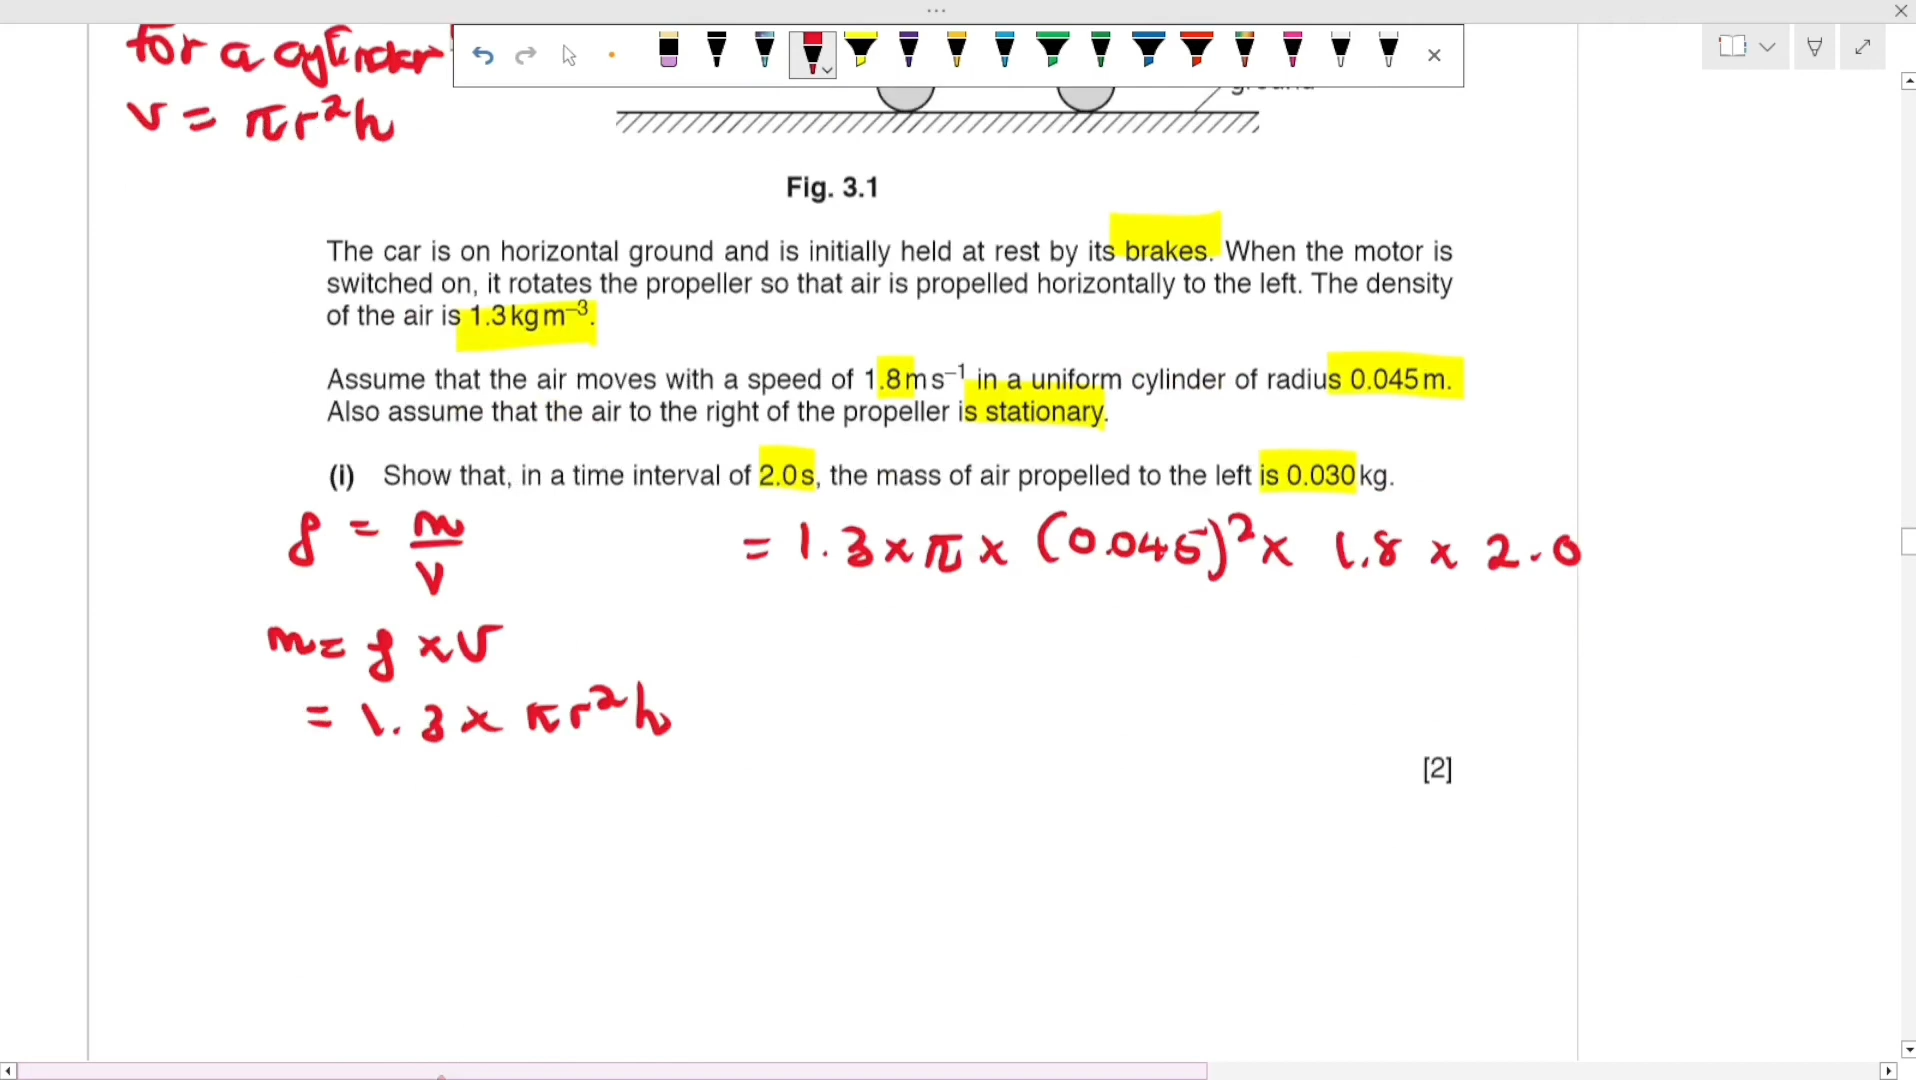 for a cylinder
v = πr²h
Fig. 3.1
The car is on horizontal ground and is initially held at rest by its brakes. When the motor is
switched on, it rotates the propeller so that air is propelled horizontally to the left. The density
of the air is 1.3 kg m⁻³.
Assume that the air moves with a speed of 1.8 m s⁻¹ in a uniform cylinder of radius 0.045 m.
Also assume that the air to the right of the propeller is stationary.
(i) Show that, in a time interval of 2.0 s, the mass of air propelled to the left is 0.030 kg.
ρ = m/v
= 1.3 × π × (0.045)² × 1.8 × 2.0
m = ρ × v
= 1.3 × πr²h
[2]